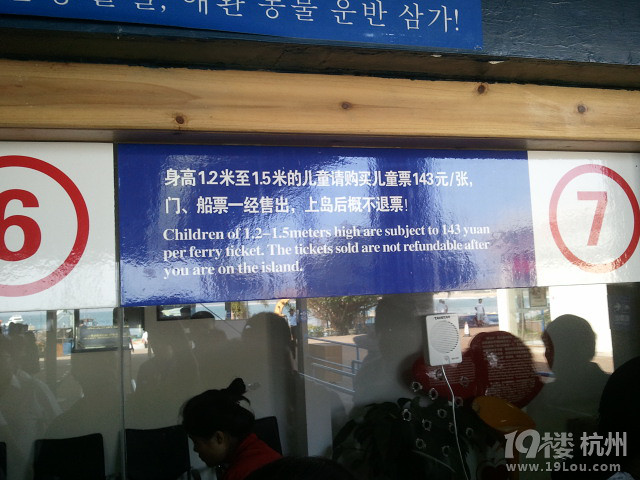 애완동물 운반 삼가!
身高1.2米至1.5米的儿童请购买儿童票143元/张,
门、船票一经售出，上岛后概不退票！
Children of 1.2-1.5meters high are subject to 143 yuan
per ferry ticket. The tickets sold are not refundable after
you are on the island.
6
7
19楼 杭州
www.19Lou.com